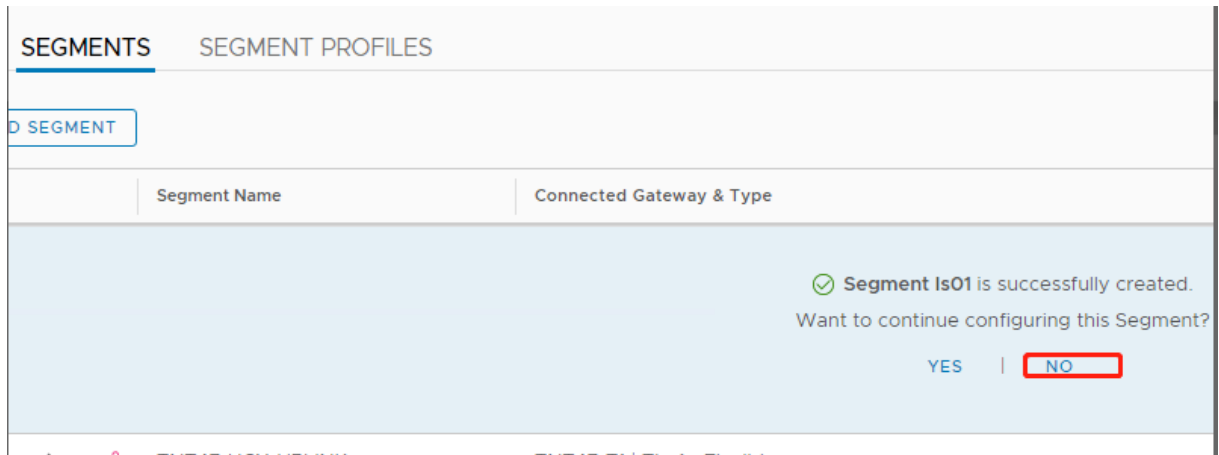 SEGMENTS SEGMENT PROFILES
D SEGMENT
Segment Name Connected Gateway & Type
Segment ls01 is successfully created.
Want to continue configuring this Segment?
YES | NO